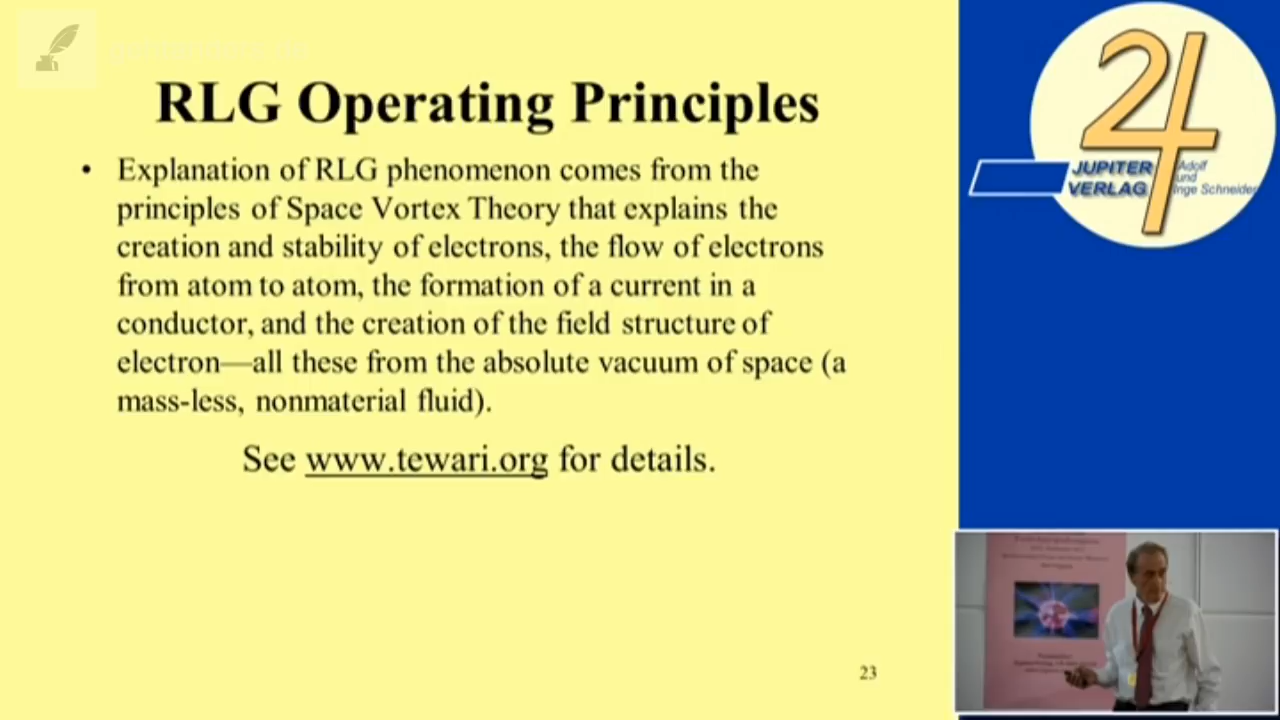 RLG Operating Principles
• Explanation of RLG phenomenon comes from the
principles of Space Vortex Theory that explains the
creation and stability of electrons, the flow of electrons
from atom to atom, the formation of a current in a
conductor, and the creation of the field structure of
electron—all these from the absolute vacuum of space (a
mass-less, nonmaterial fluid).
See www.tewari.org for details.
23
24
JUPITER
VERLAG
Adolf
und
Inge Schneider